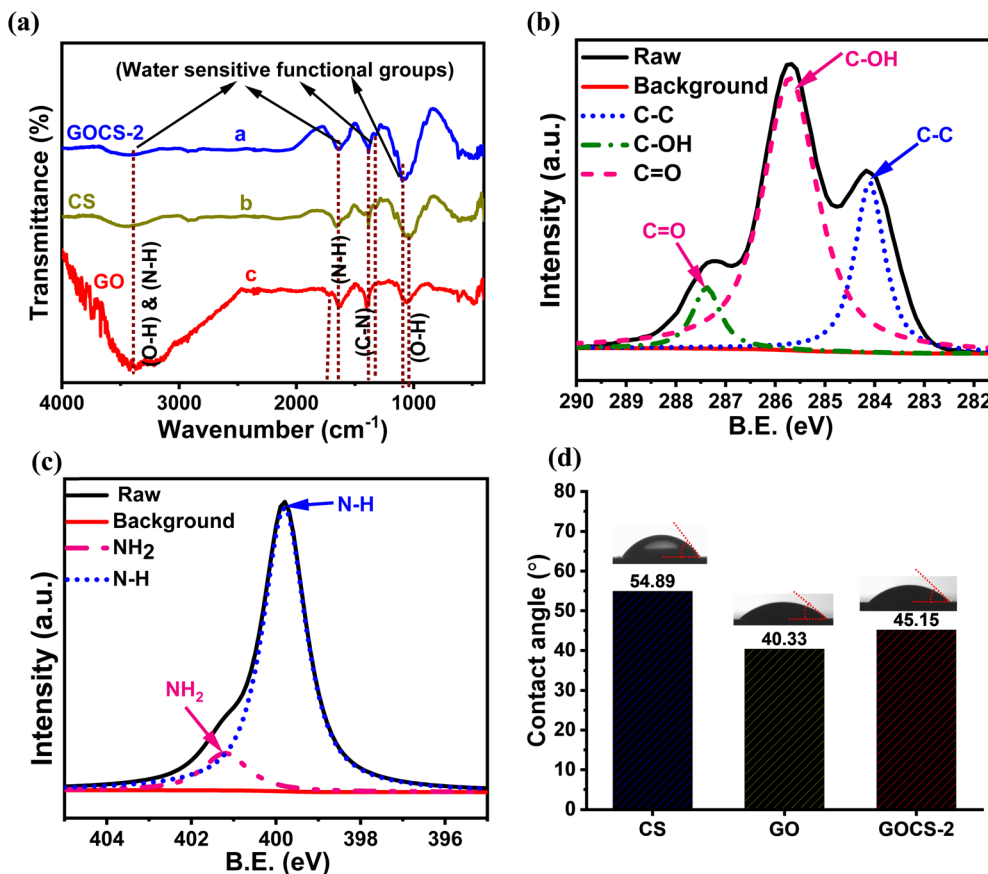 (a)
(Water sensitive functional groups)
GOCS-2
a
CS
b
GO
c
(O-H) & (N-H)
(N-H)
(C-N)
(O-H)
Transmittance (%)
4000
3000
2000
1000
Wavenumber (cm⁻¹)
(b)
Raw
Background
C-C
C-OH
C=O
C-OH
C-C
C=O
Intensity (a.u.)
290
289
288
287
286
285
284
283
282
B.E. (eV)
(c)
Raw
Background
NH₂
N-H
N-H
NH₂
Intensity (a.u.)
404
402
400
398
396
B.E. (eV)
(d)
80
70
60
50
40
30
20
10
0
Contact angle (°)
54.89
40.33
45.15
CS
GO
GOCS-2